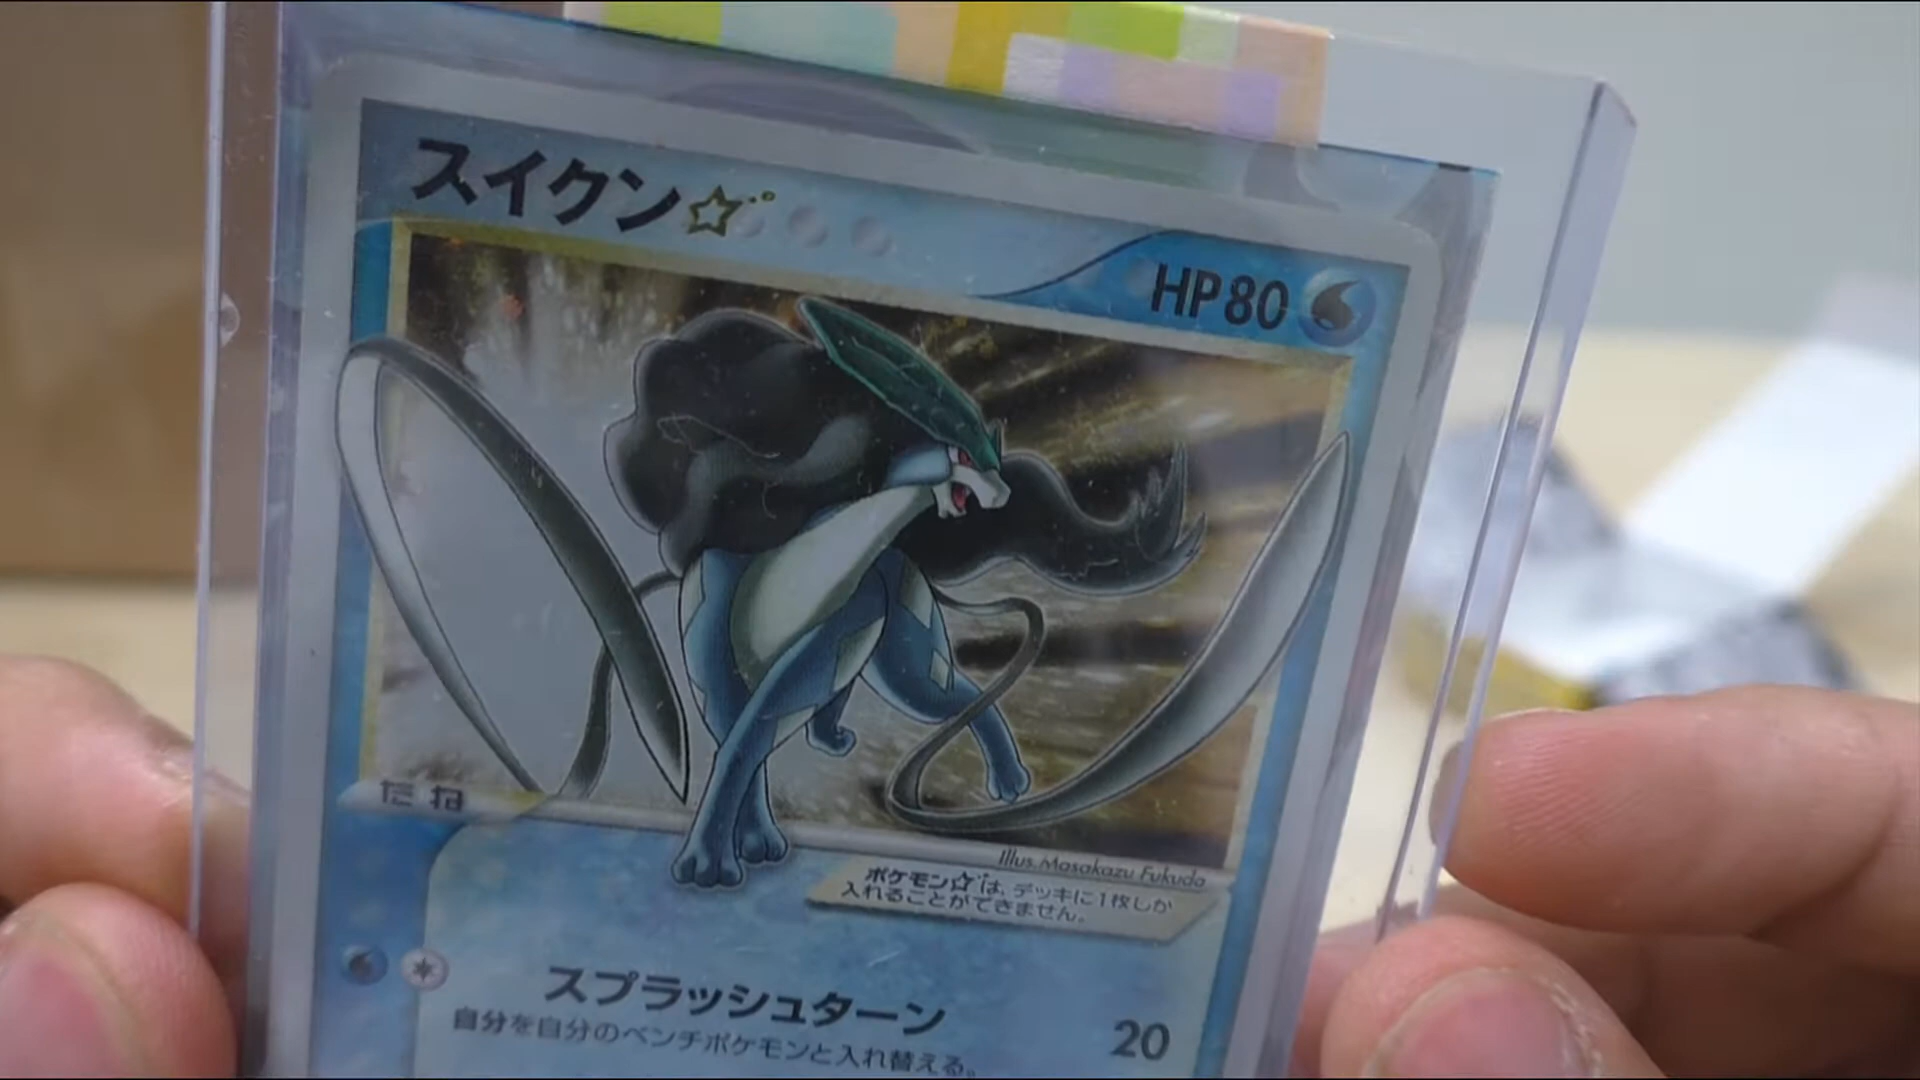 スイクン☆
HP80
たね
Illus. Masakazu Fukuda
ポケモン☆は、デッキに1枚しか
入れることができません。
スプラッシュターン
20
自分を自分のベンチポケモンと入れ替える。